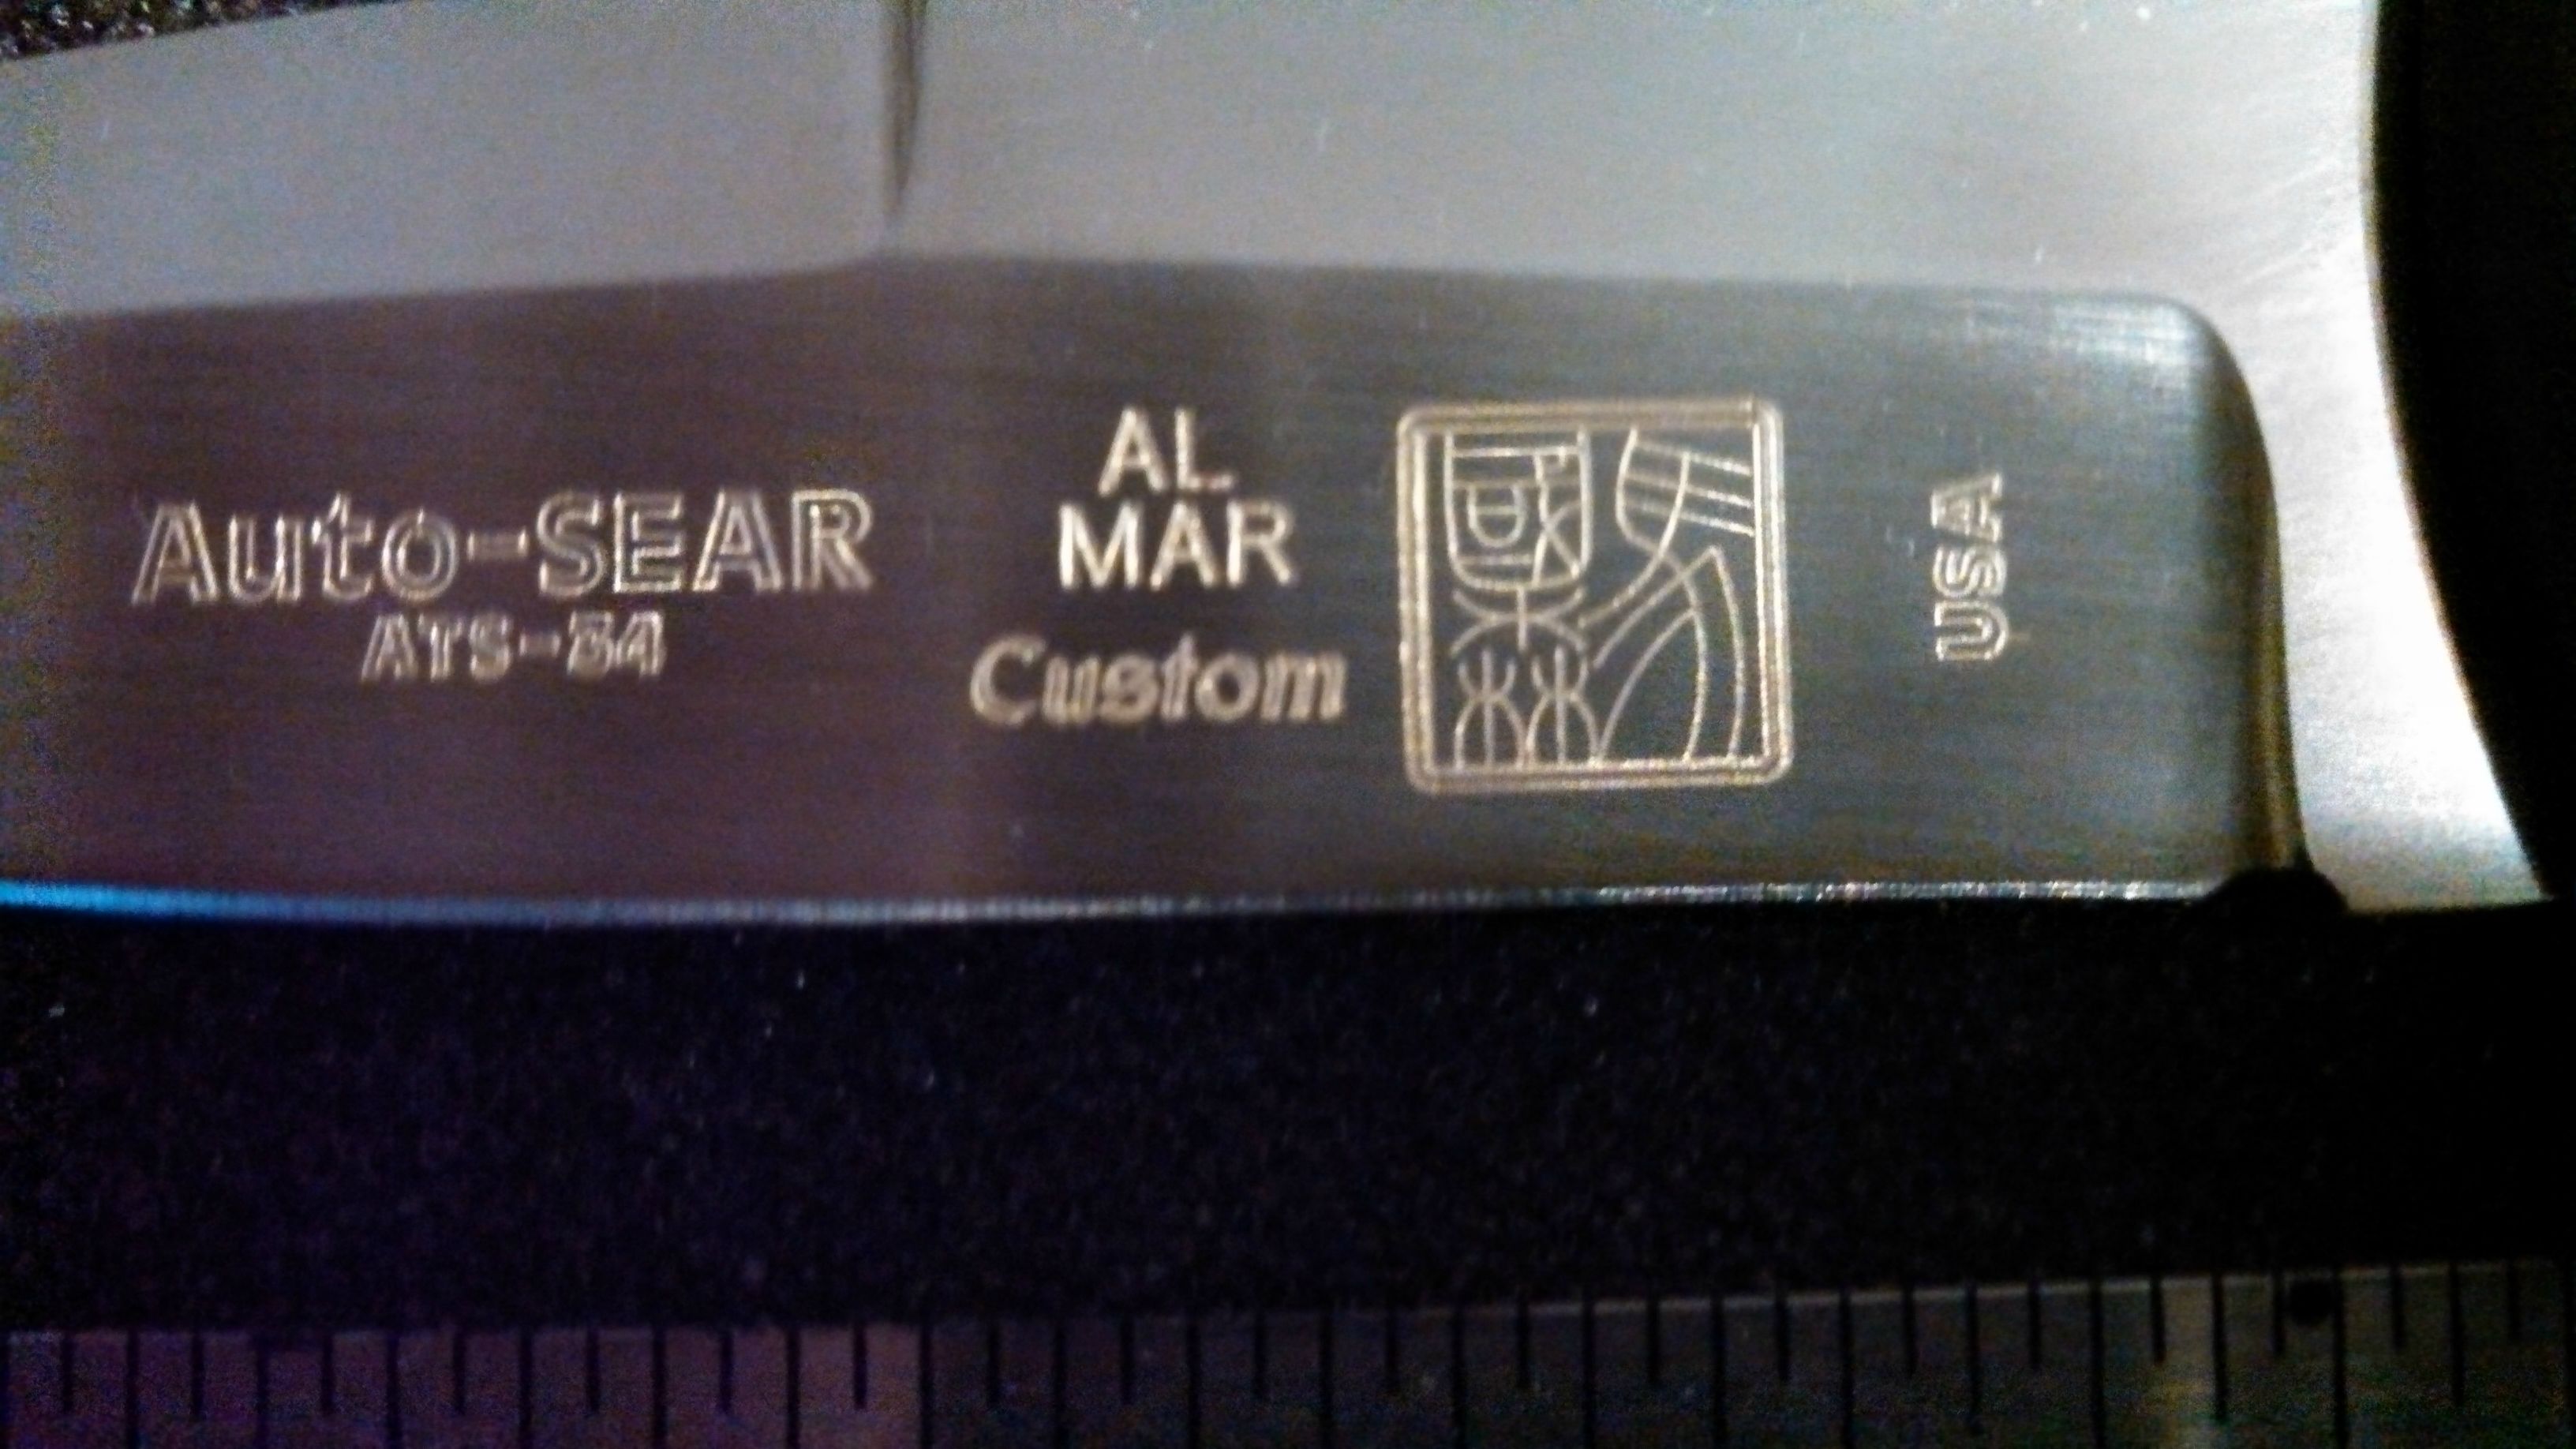 Auto-SEAR
ATS-34
AL
MAR
Custom
USA